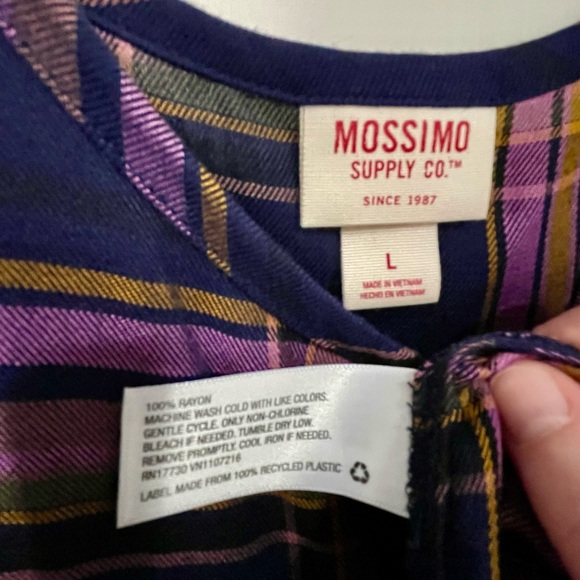 MOSSIMO
SUPPLY CO.™
SINCE 1987
L
MADE IN VIETNAM
HECHO EN VIETNAM
100% RAYON
MACHINE WASH COLD WITH LIKE COLORS.
GENTLE CYCLE. ONLY NON-CHLORINE
BLEACH IF NEEDED. TUMBLE DRY LOW.
REMOVE PROMPTLY. COOL IRON IF NEEDED.
RN17730 VN1107216
LABEL MADE FROM 100% RECYCLED PLASTIC